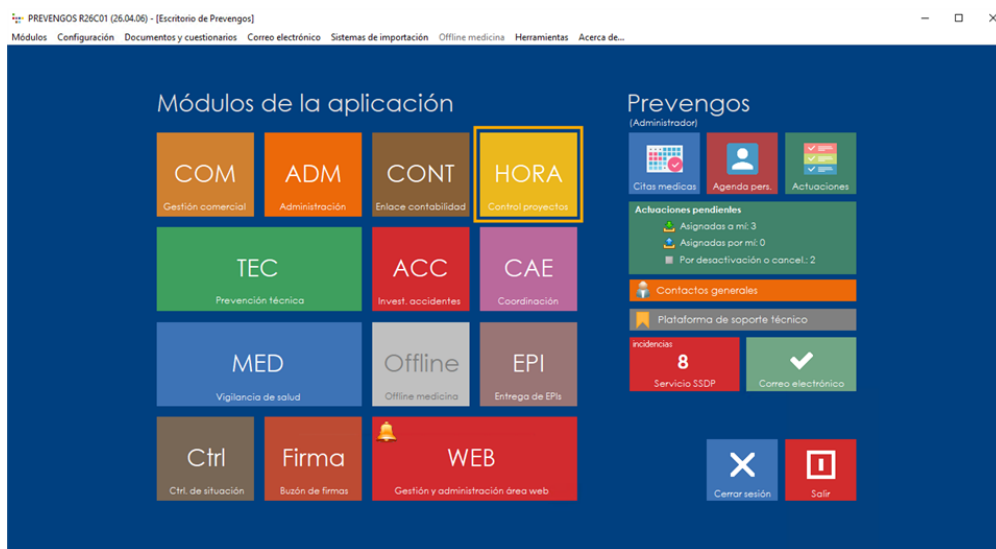 PREVENGOS R26C01 (26.04.06) - [Escritorio de Prevengos]
Módulos Configuración Documentos y cuestionarios Correo electrónico Sistemas de importación Offline medicina Herramientas Acerca de...
Módulos de la aplicación
COM
Gestión comercial
ADM
Administración
CONT
Enlace contabilidad
HORA
Control proyectos
TEC
Prevención técnica
ACC
Invest. accidentes
CAE
Coordinación
MED
Vigilancia de salud
Offline
Offline medicina
EPI
Entrega de EPIs
Ctrl
Ctrl. de situación
Firma
Buzón de firmas
WEB
Gestión y administración área web
Prevengos
(Administrador)
Citas medicas
Agenda pers.
Actuaciones
Actuaciones pendientes
Asignadas a mí: 3
Asignadas por mí: 0
Por desactivación o cancel.: 2
Contactos generales
Plataforma de soporte técnico
incidencias
8
Servicio SSDP
Correo electrónico
Cerrar sesión
Salir